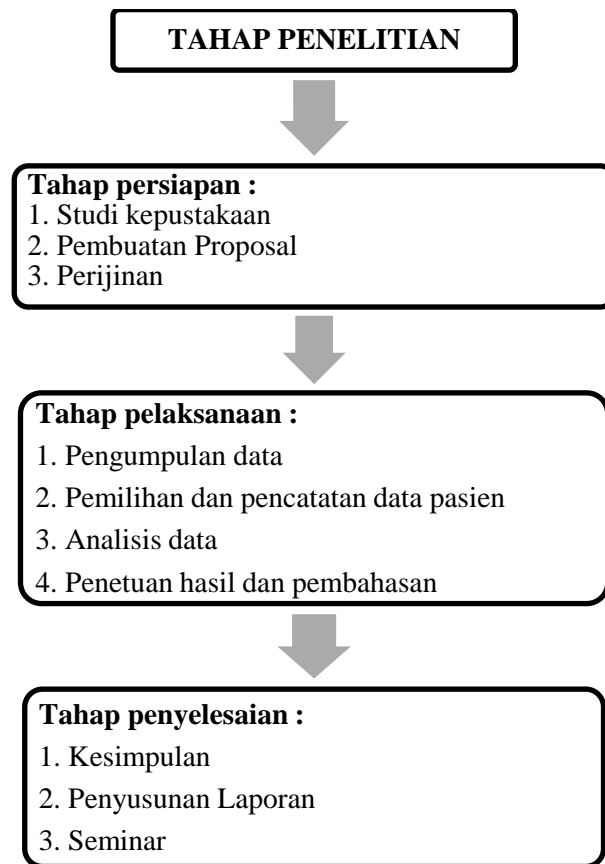 TAHAP PENELITIAN
Tahap persiapan :
1. Studi kepustakaan
2. Pembuatan Proposal
3. Perijinan
Tahap pelaksanaan :
1. Pengumpulan data
2. Pemilihan dan pencatatan data pasien
3. Analisis data
4. Penetuan hasil dan pembahasan
Tahap penyelesaian :
1. Kesimpulan
2. Penyusunan Laporan
3. Seminar